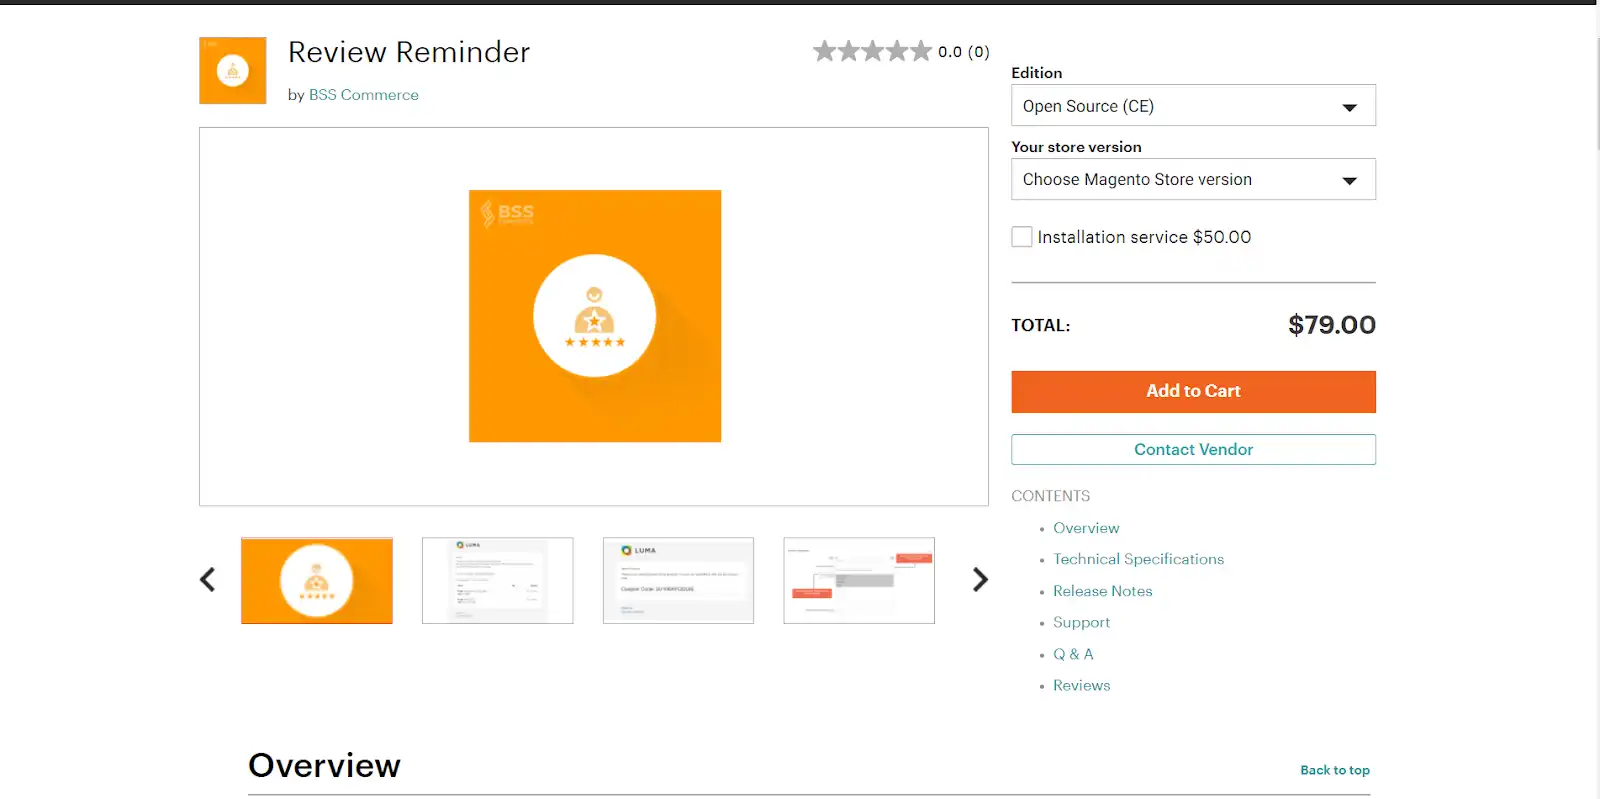 Review Reminder
by BSS Commerce
0.0 (0)
BSS
LUMA
LUMA
Edition
Open Source (CE)
Your store version
Choose Magento Store version
Installation service $50.00
TOTAL:
$79.00
Add to Cart
Contact Vendor
CONTENTS
Overview
Technical Specifications
Release Notes
Support
Q & A
Reviews
Overview
Back to top